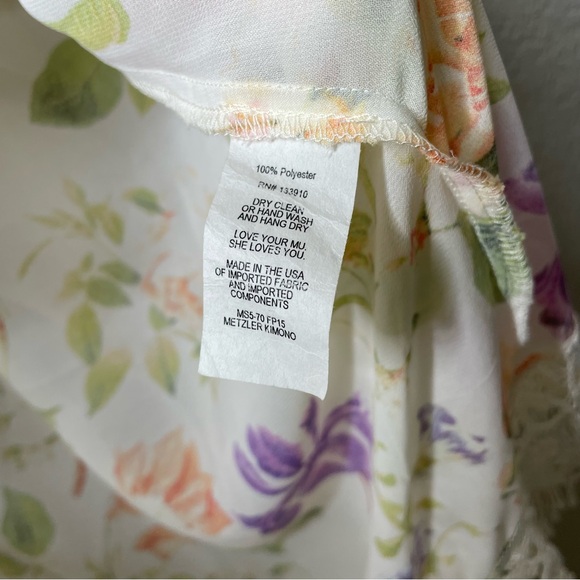 100% Polyester
RN# 133910
DRY CLEAN
OR HAND WASH
AND HANG DRY
LOVE YOUR MU.
SHE LOVES YOU.
MADE IN THE USA
OF IMPORTED FABRIC
AND IMPORTED
COMPONENTS
MS5-70 FP15
METZLER KIMONO